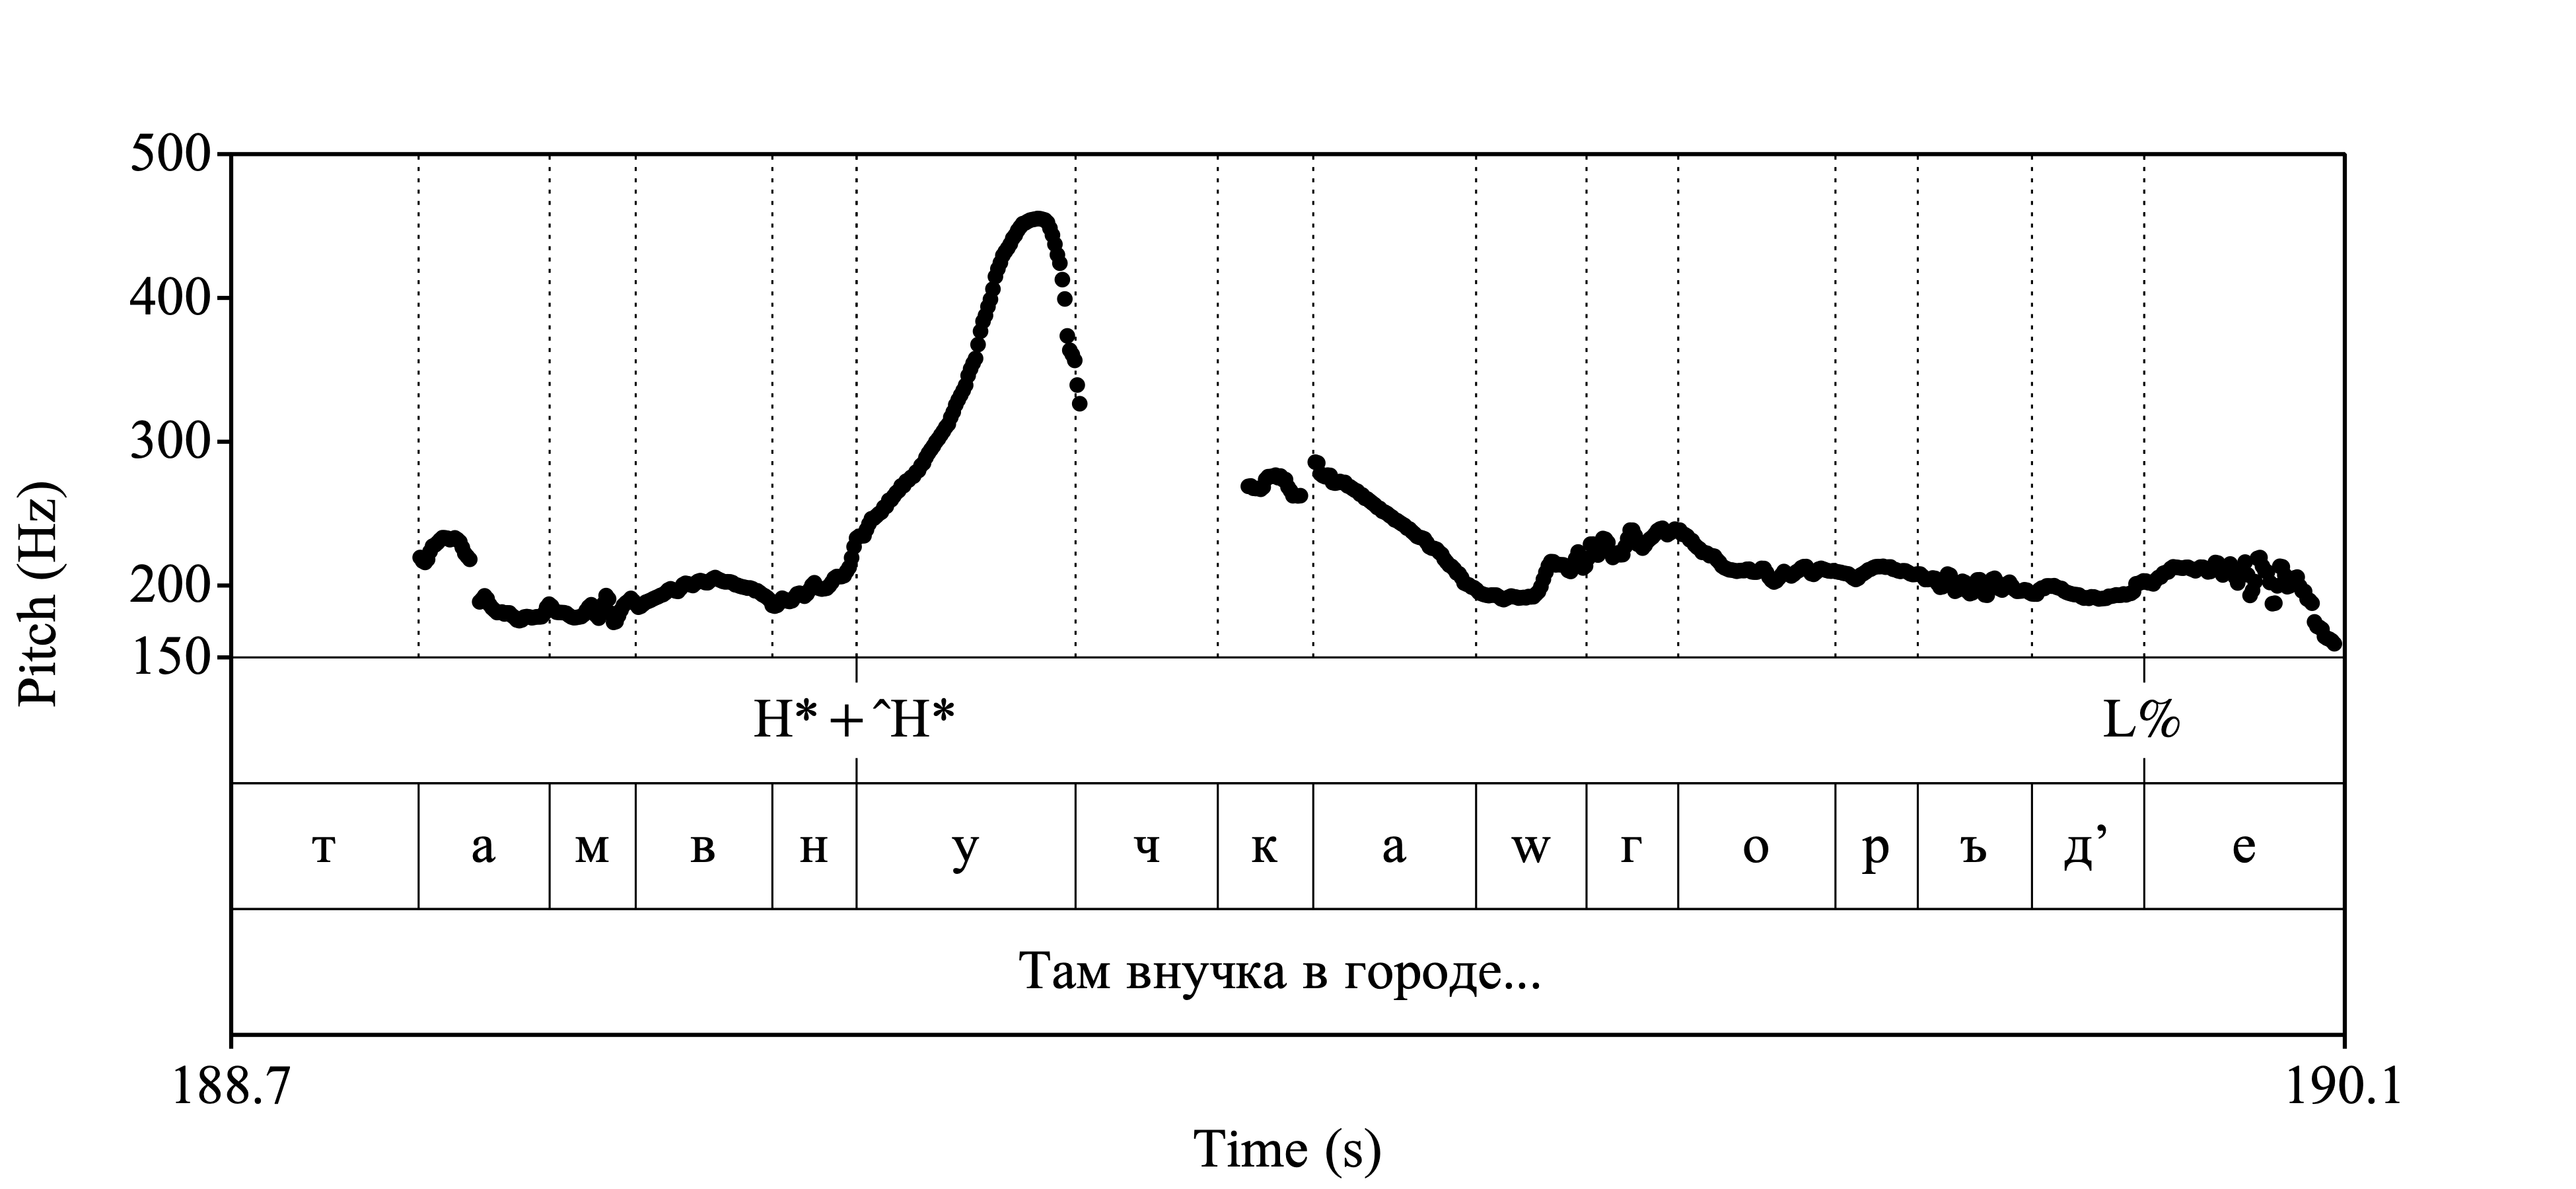 500
400
300
200
150
Pitch (Hz)
H* + ^H* L%
т а м в н у ч к а w г о р ъ д’ е
Там внучка в городе...
188.7 190.1
Time (s)